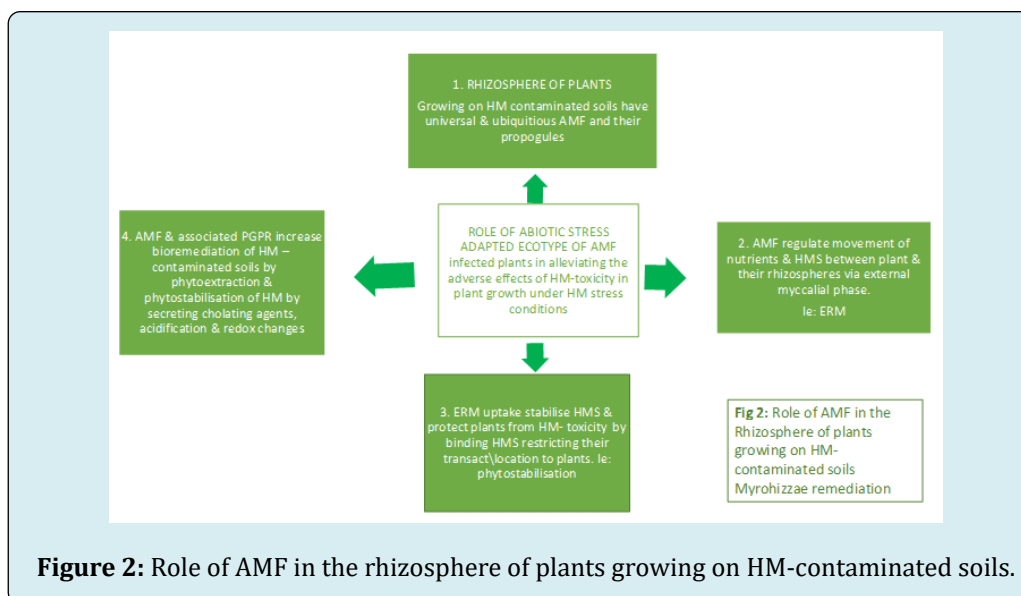 1. RHIZOSPHERE OF PLANTS
Growing on HM contaminated soils have
universal & ubiquitious AMF and their
propogules
ROLE OF ABIOTIC STRESS
ADAPTED ECOTYPE OF AMF
infected plants in alleviating the
adverse effects of HM-toxicity in
plant growth under HM stress
conditions
2. AMF regulate movement of
nutrients & HMS between plant &
their rhizospheres via external
myccalial phase.
Ie: ERM
3. ERM uptake stabilise HMS &
protect plants from HM- toxicity by
binding HMS restricting their
transact\location to plants. Ie:
phytostabilisation
4. AMF & associated PGPR increase
bioremediation of HM –
contaminated soils by
phytoextraction &
phytostabilisation of HM by
secreting cholating agents,
acidification & redox changes
Fig 2: Role of AMF in the
Rhizosphere of plants
growing on HM-
contaminated soils
Myrohizzae remediation
Figure 2: Role of AMF in the rhizosphere of plants growing on HM-contaminated soils.